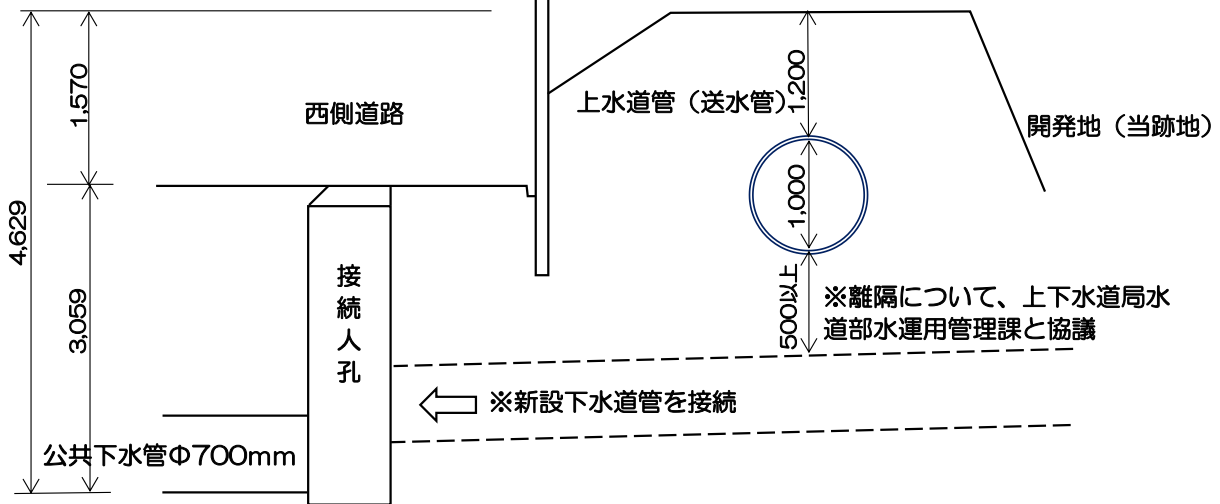 1,570
西側道路
上水道管（送水管）
1,200
開発地（当跡地）
1,000
4,629
3,059
接続人孔
500以上
※離隔について、上下水道局水
道部水運用管理課と協議
※新設下水道管を接続
公共下水管Φ700mm